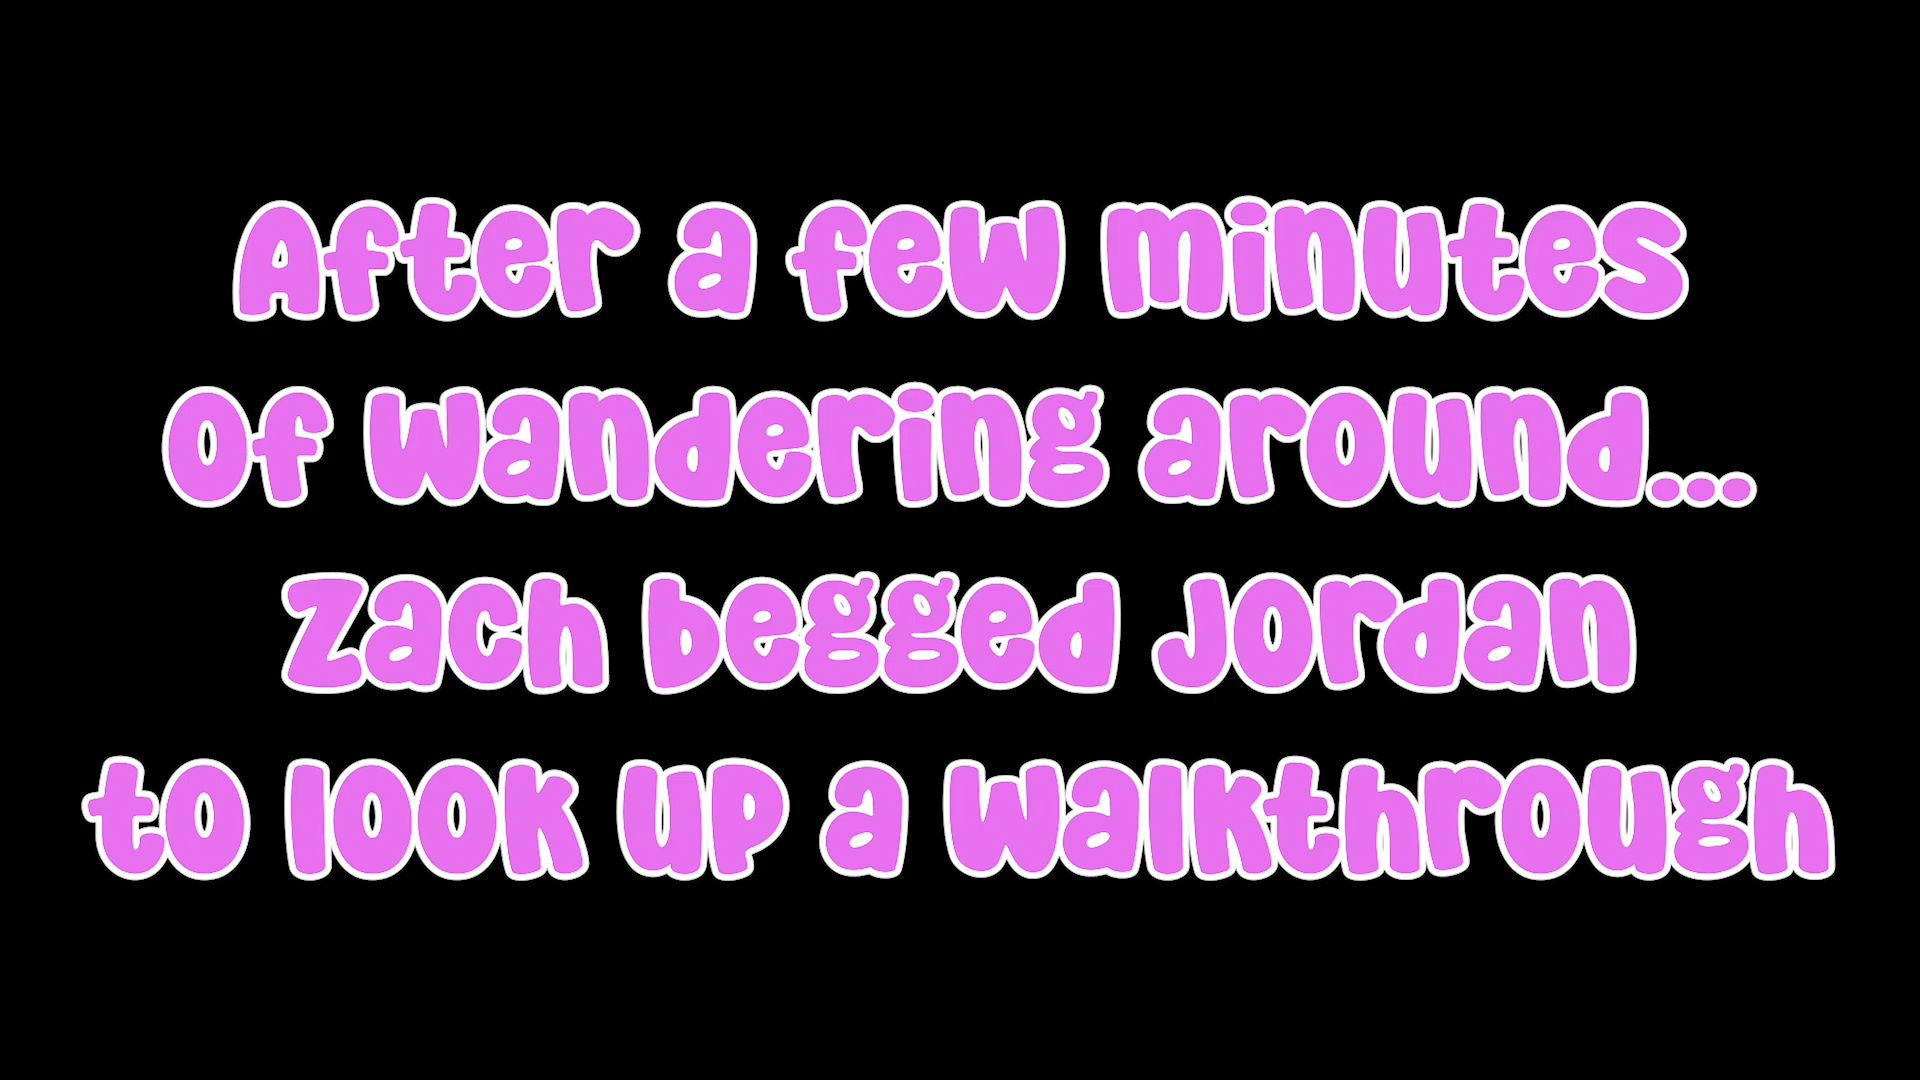 After a few minutes
Of wandering around...
Zach begged Jordan
to look up a walkthrough